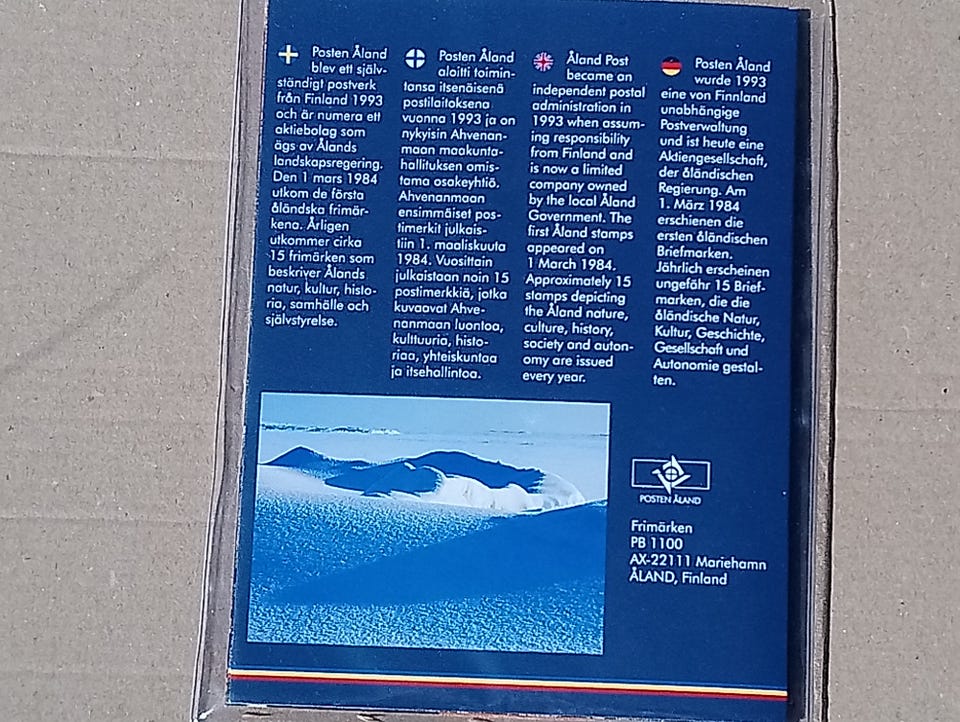 Posten Åland
blev ett själv-
ständigt postverk
från Finland 1993
och är numera ett
aktiebolag som
ägs av Ålands
landskapsregering.
Den 1 mars 1984
utkom de första
åländska frimär-
kena. Årligen
utkommer cirka
15 frimärken som
beskriver Ålands
natur, kultur, histo-
ria, samhälle och
självstyrelse.
Posten Åland
aloitti toimin-
tansa itsenäisenä
postilaitoksena
vuonna 1993 ja on
nykyisin Ahvenan-
maan maakunta-
hallituksen omis-
tama osakeyhtiö.
Ahvenanmaan
ensimmäiset pos-
timerkit julkais-
tiin 1. maaliskuuta
1984. Vuosittain
julkaistaan noin 15
postimerkkiä, jotka
kuvaavat Ahve-
nanmaan luontoa,
kulttuuria, histo-
riaa, yhteiskuntaa
ja itsehallintoa.
Åland Post
became an
independent postal
administration in
1993 when assum-
ing responsibility
from Finland and
is now a limited
company owned
by the local Åland
Government. The
first Åland stamps
appeared on
1 March 1984.
Approximately 15
stamps depicting
the Åland nature,
culture, history,
society and auton-
omy are issued
every year.
Posten Åland
wurde 1993
eine von Finnland
unabhängige
Postverwaltung
und ist heute eine
Aktiengesellschaft,
der åländischen
Regierung. Am
1. März 1984
erschienen die
ersten åländischen
Briefmarken.
Jährlich erscheinen
ungefähr 15 Brief-
marken, die die
åländische Natur,
Kultur, Geschichte,
Gesellschaft und
Autonomie gestal-
ten.
POSTEN ÅLAND
Frimärken
PB 1100
AX-22111 Mariehamn
ÅLAND, Finland